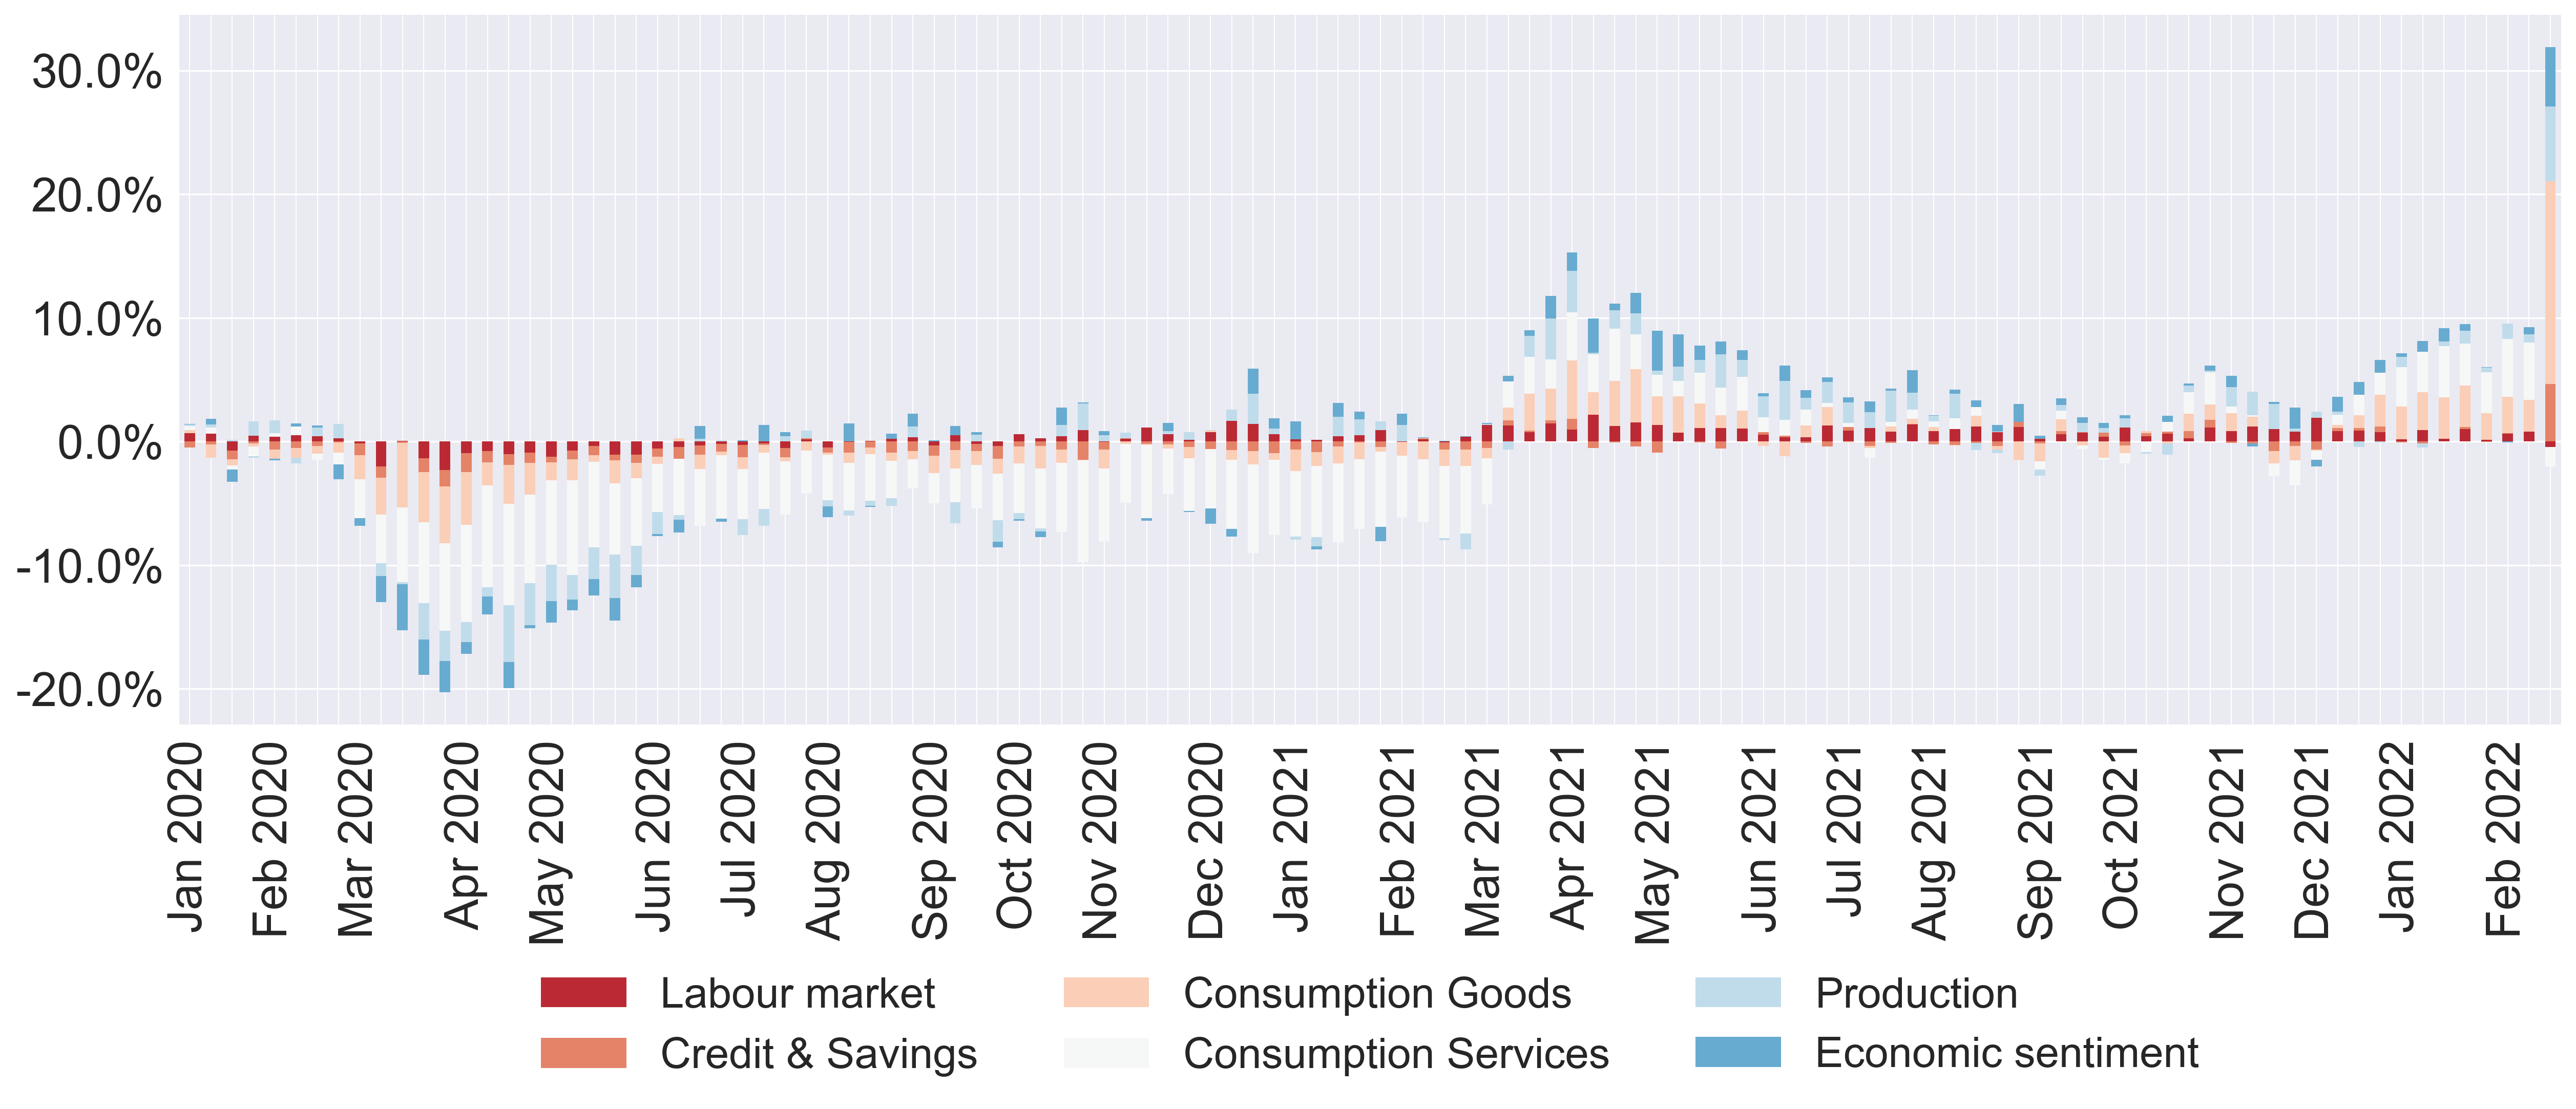 30.0%
20.0%
10.0%
0.0%
-10.0%
-20.0%
Jan 2020
Feb 2020
Mar 2020
Apr 2020
May 2020
Jun 2020
Jul 2020
Aug 2020
Sep 2020
Oct 2020
Nov 2020
Dec 2020
Jan 2021
Feb 2021
Mar 2021
Apr 2021
May 2021
Jun 2021
Jul 2021
Aug 2021
Sep 2021
Oct 2021
Nov 2021
Dec 2021
Jan 2022
Feb 2022
Labour market
Credit & Savings
Consumption Goods
Consumption Services
Production
Economic sentiment